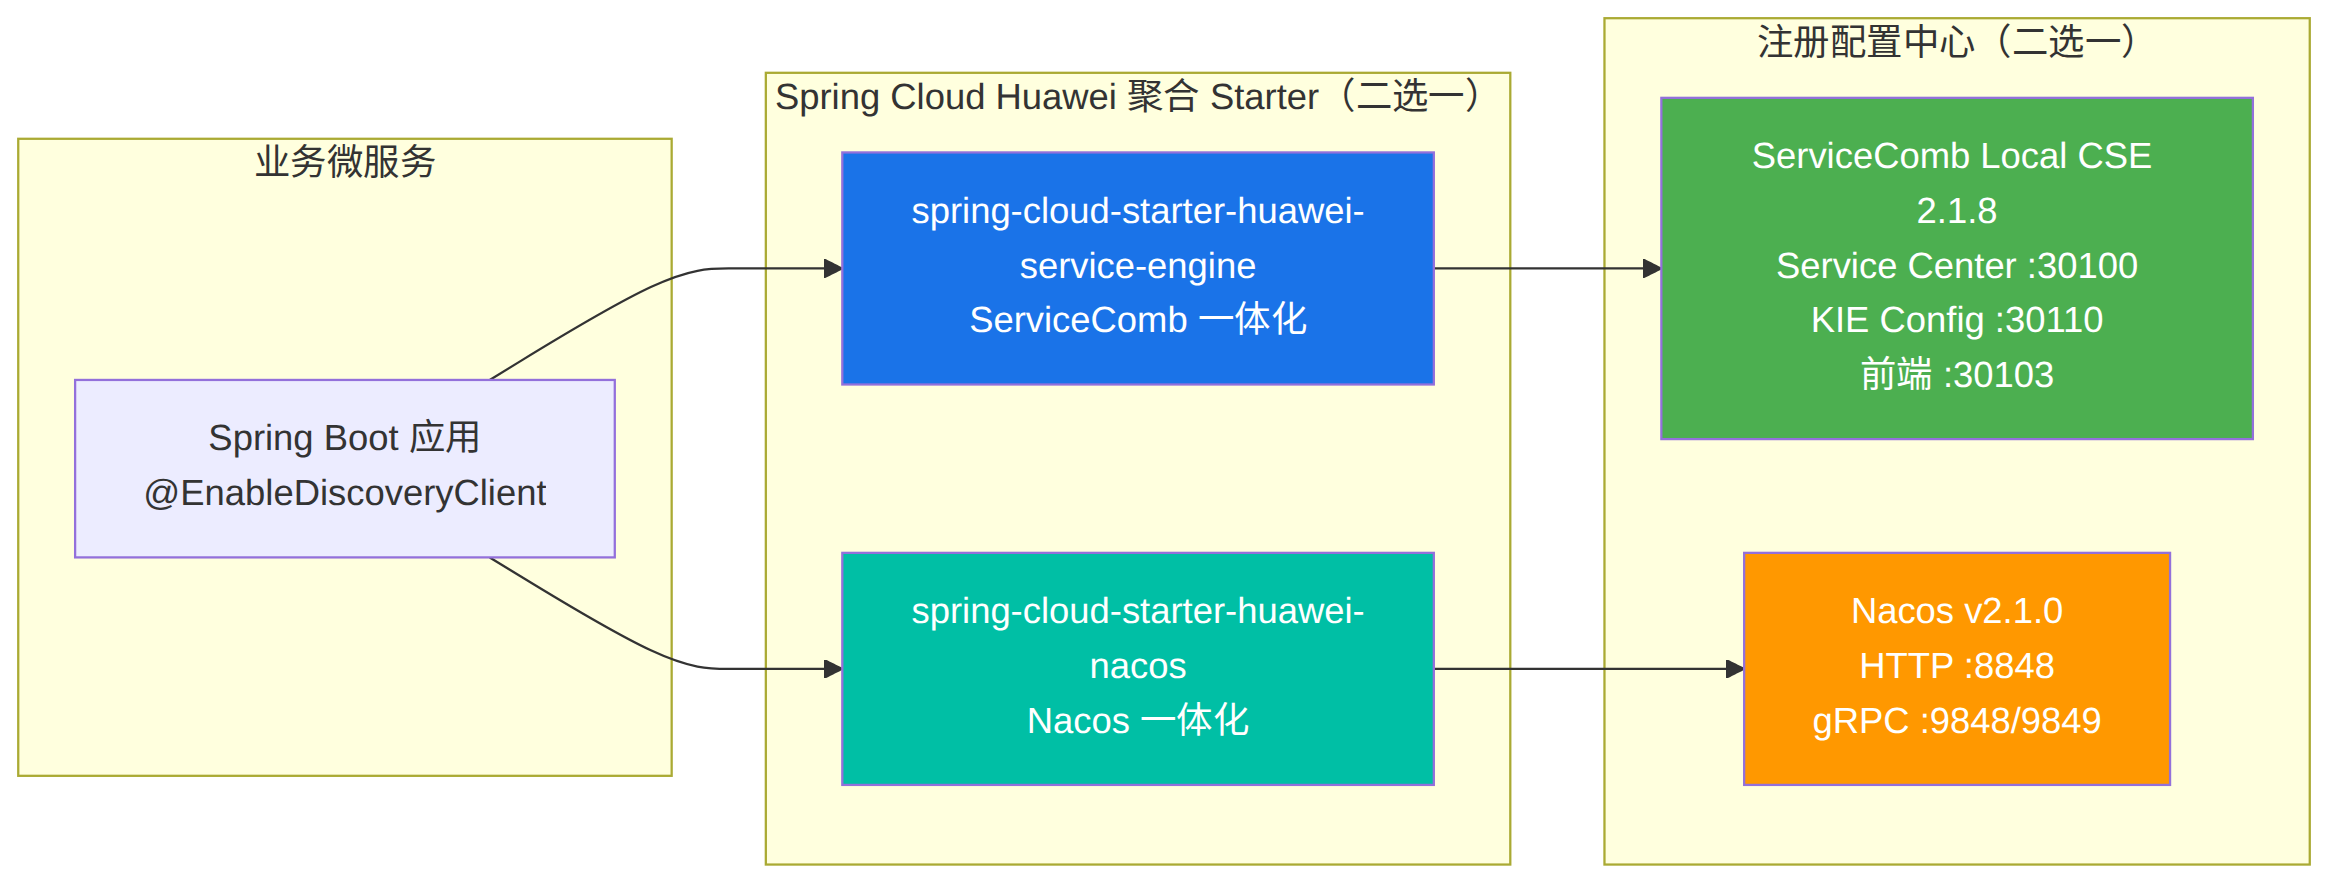 业务微服务
Spring Boot 应用
@EnableDiscoveryClient
Spring Cloud Huawei 聚合 Starter（二选一）
spring-cloud-starter-huawei-
service-engine
ServiceComb 一体化
spring-cloud-starter-huawei-
nacos
Nacos 一体化
注册配置中心（二选一）
ServiceComb Local CSE
2.1.8
Service Center :30100
KIE Config :30110
前端 :30103
Nacos v2.1.0
HTTP :8848
gRPC :9848/9849